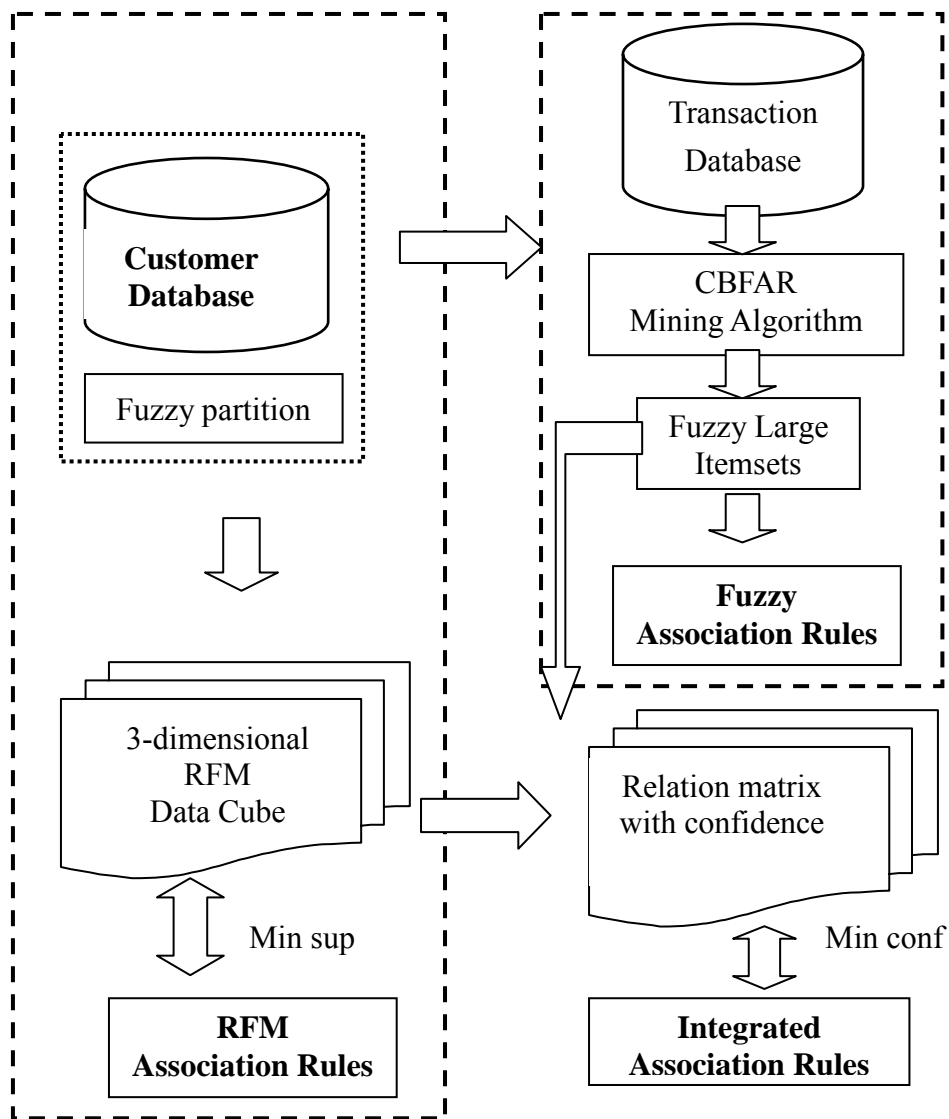 Customer
Database
Fuzzy partition
3-dimensional
RFM
Data Cube
Min sup
RFM
Association Rules
Transaction
Database
CBFAR
Mining Algorithm
Fuzzy Large
Itemsets
Fuzzy
Association Rules
Relation matrix
with confidence
Min conf
Integrated
Association Rules